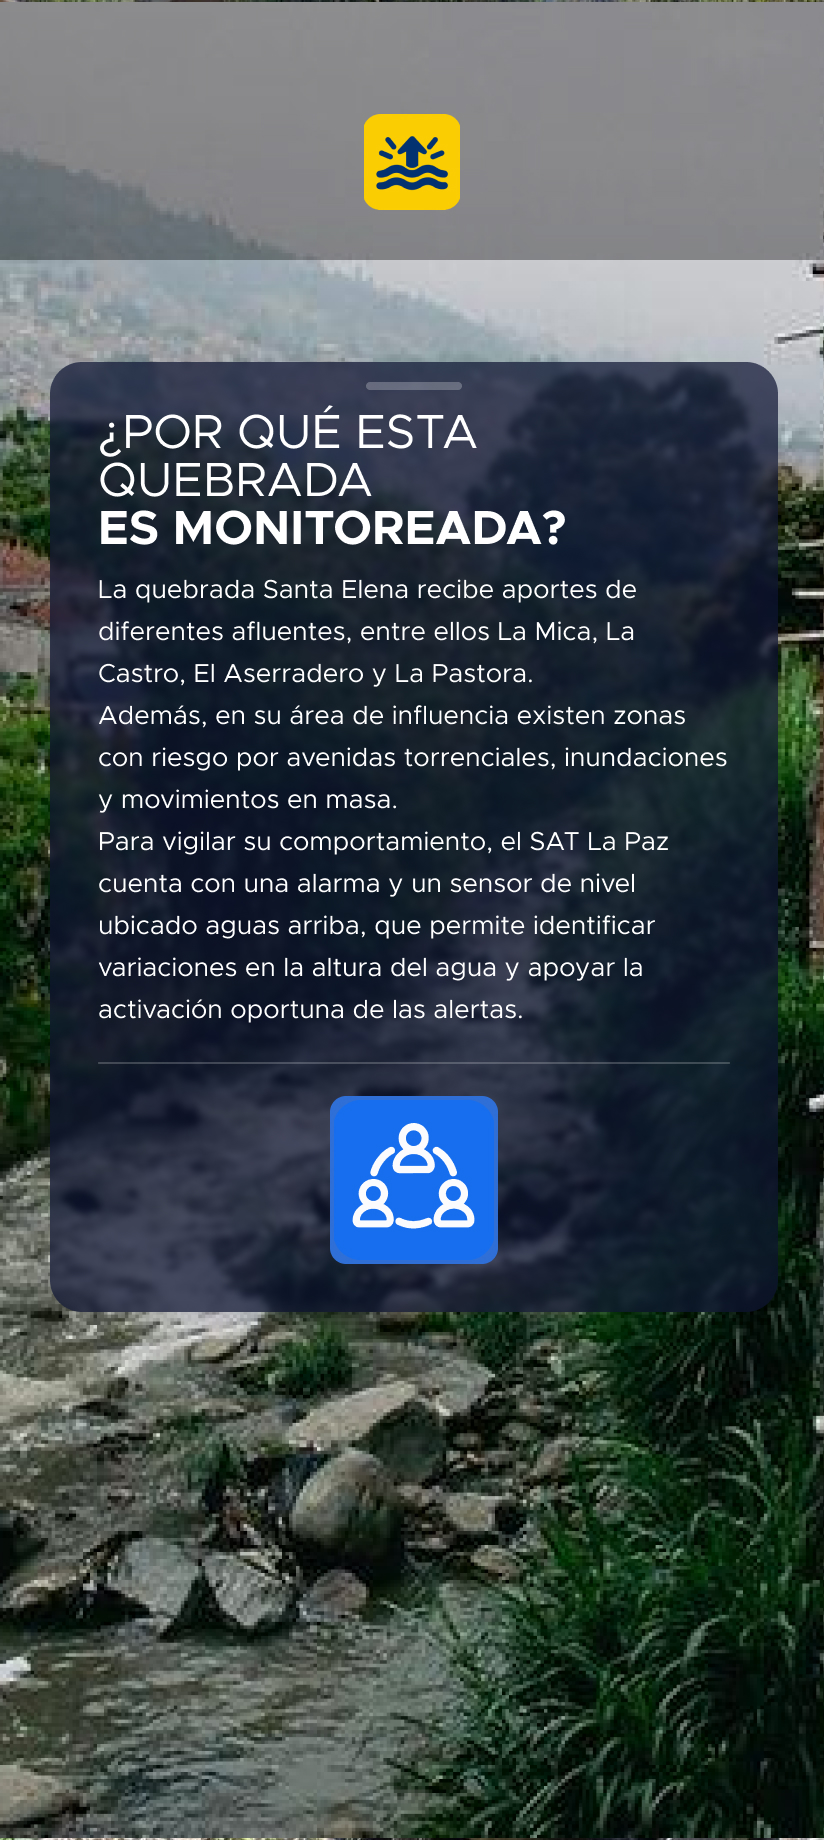 ¿POR QUÉ ESTA
QUEBRADA
ES MONITOREADA?
La quebrada Santa Elena recibe aportes de
diferentes afluentes, entre ellos La Mica, La
Castro, El Aserradero y La Pastora.
Además, en su área de influencia existen zonas
con riesgo por avenidas torrenciales, inundaciones
y movimientos en masa.
Para vigilar su comportamiento, el SAT La Paz
cuenta con una alarma y un sensor de nivel
ubicado aguas arriba, que permite identificar
variaciones en la altura del agua y apoyar la
activación oportuna de las alertas.